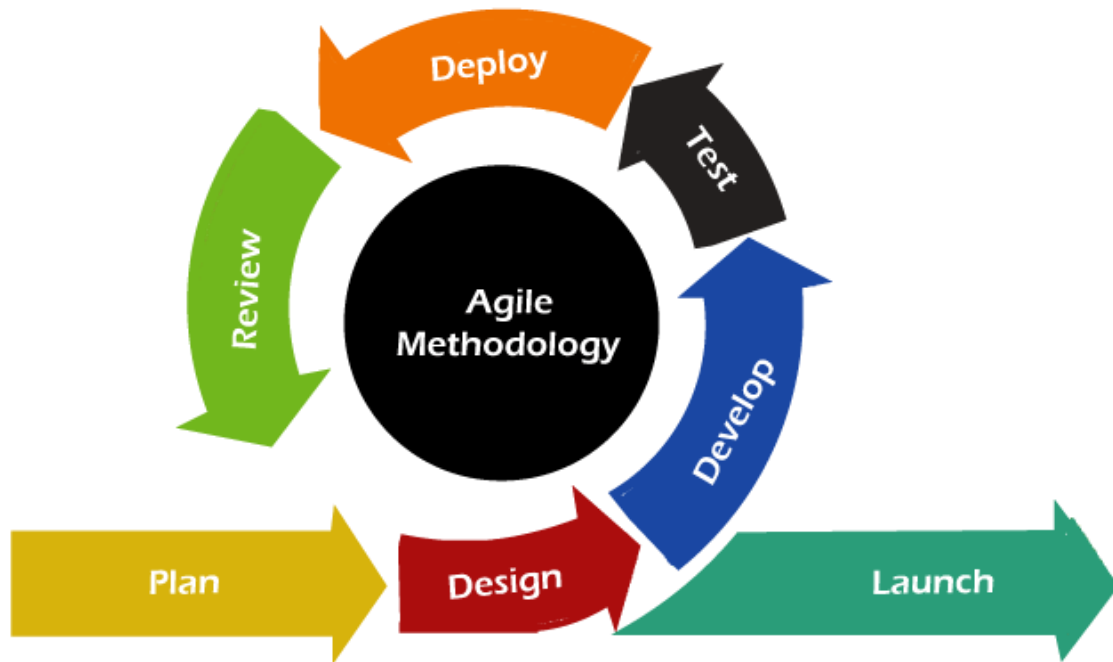 Deploy
Test
Review
Agile
Methodology
Develop
Plan
Design
Launch